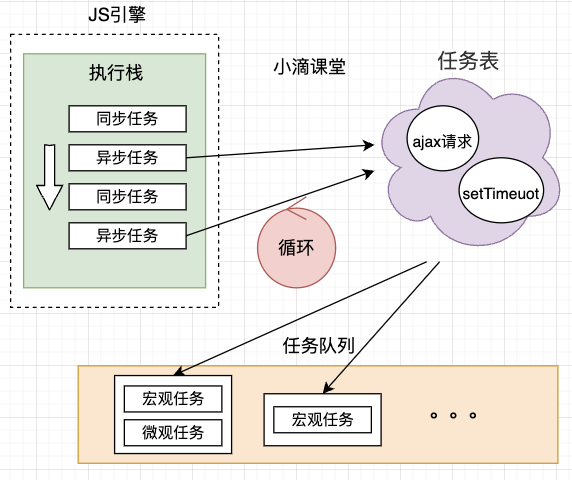 JS引擎
执行栈
同步任务
异步任务
同步任务
异步任务
小滴课堂
任务表
ajax请求
setTimeuot
循环
任务队列
宏观任务
微观任务
宏观任务
。。。